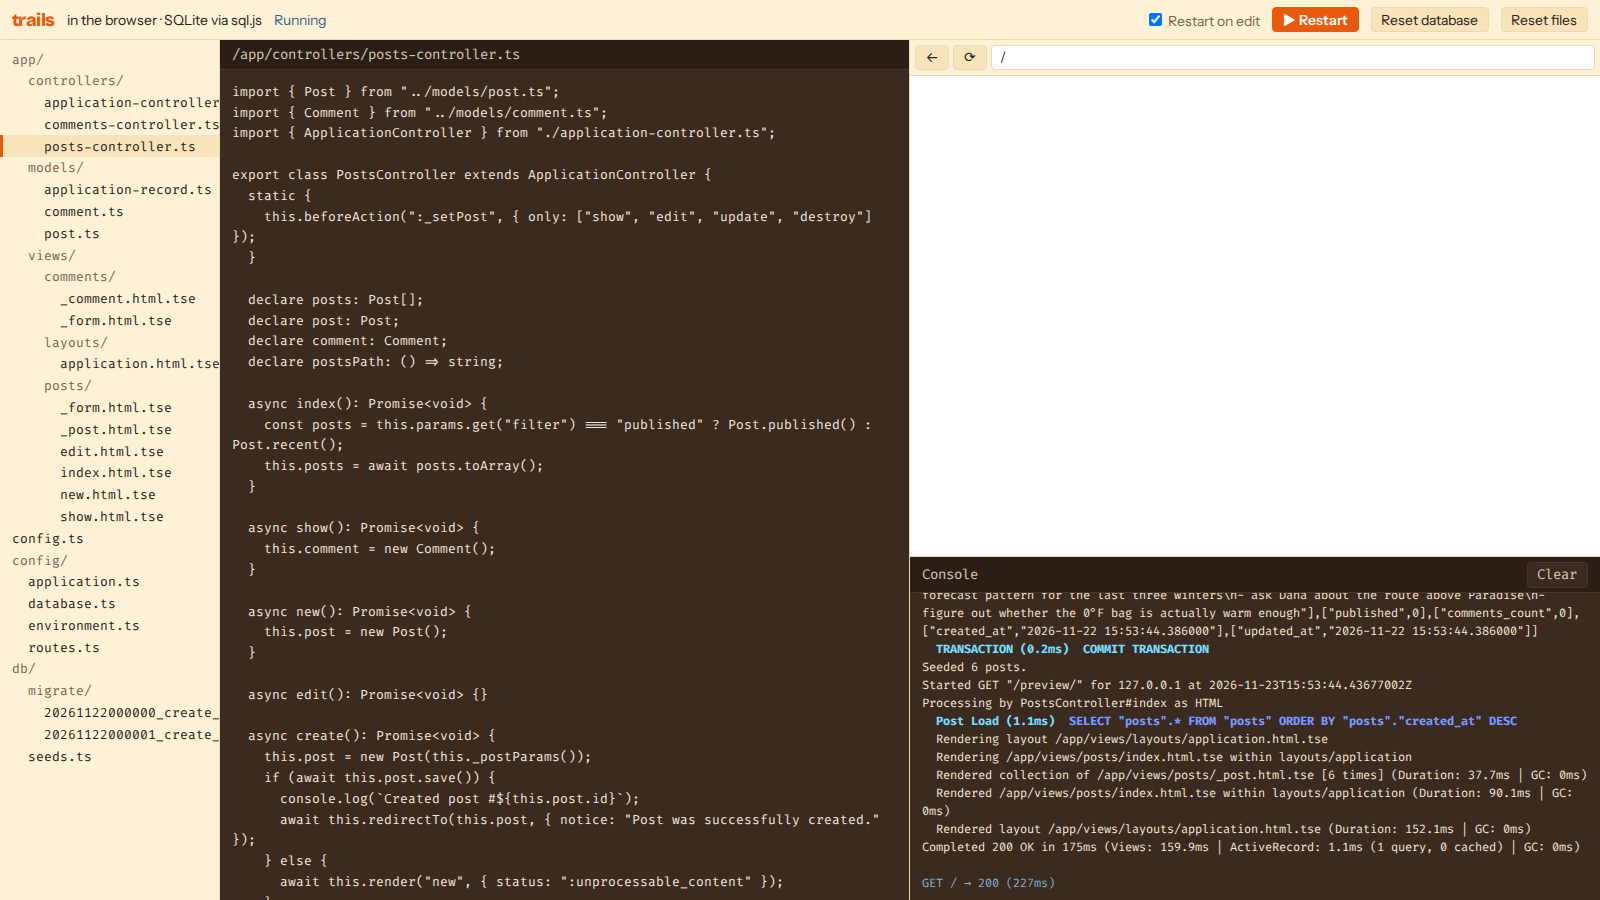 trails in the browser · SQLite via sql.js Running
Restart on edit ▶ Restart Reset database Reset files
app/
controllers/
application-controller
comments-controller.ts
posts-controller.ts
models/
application-record.ts
comment.ts
post.ts
views/
comments/
_comment.html.tse
_form.html.tse
layouts/
application.html.tse
posts/
_form.html.tse
_post.html.tse
edit.html.tse
index.html.tse
new.html.tse
show.html.tse
config.ts
config/
application.ts
database.ts
environment.ts
routes.ts
db/
migrate/
20261122000000_create_
20261122000001_create_
seeds.ts
/app/controllers/posts-controller.ts
import { Post } from "../models/post.ts";
import { Comment } from "../models/comment.ts";
import { ApplicationController } from "./application-controller.ts";
export class PostsController extends ApplicationController {
static {
this.beforeAction(":_setPost", { only: ["show", "edit", "update", "destroy"]
});
}
declare posts: Post[];
declare post: Post;
declare comment: Comment;
declare postsPath: () => string;
async index(): Promise<void> {
const posts = this.params.get("filter") === "published" ? Post.published() :
Post.recent();
this.posts = await posts.toArray();
}
async show(): Promise<void> {
this.comment = new Comment();
}
async new(): Promise<void> {
this.post = new Post();
}
async edit(): Promise<void> {}
async create(): Promise<void> {
this.post = new Post(this._postParams());
if (await this.post.save()) {
console.log(`Created post #${this.post.id}`);
await this.redirectTo(this.post, { notice: "Post was successfully created."
});
} else {
await this.render("new", { status: ":unprocessable_content" });
}
← ⟳ /
Console Clear
forecast pattern for the last three winters\n- ask Dana about the route above Paradise\n-
figure out whether the 0°F bag is actually warm enough"],["published",0],["comments_count",0],
["created_at","2026-11-22 15:53:44.386000"],["updated_at","2026-11-22 15:53:44.386000"]]
TRANSACTION (0.2ms) COMMIT TRANSACTION
Seeded 6 posts.
Started GET "/preview/" for 127.0.0.1 at 2026-11-23T15:53:44.43677002Z
Processing by PostsController#index as HTML
Post Load (1.1ms) SELECT "posts".* FROM "posts" ORDER BY "posts"."created_at" DESC
Rendering layout /app/views/layouts/application.html.tse
Rendering /app/views/posts/index.html.tse within layouts/application
Rendered collection of /app/views/posts/_post.html.tse [6 times] (Duration: 37.7ms | GC: 0ms)
Rendered /app/views/posts/index.html.tse within layouts/application (Duration: 90.1ms | GC:
0ms)
Rendered layout /app/views/layouts/application.html.tse (Duration: 152.1ms | GC: 0ms)
Completed 200 OK in 175ms (Views: 159.9ms | ActiveRecord: 1.1ms (1 query, 0 cached) | GC: 0ms)
GET / → 200 (227ms)